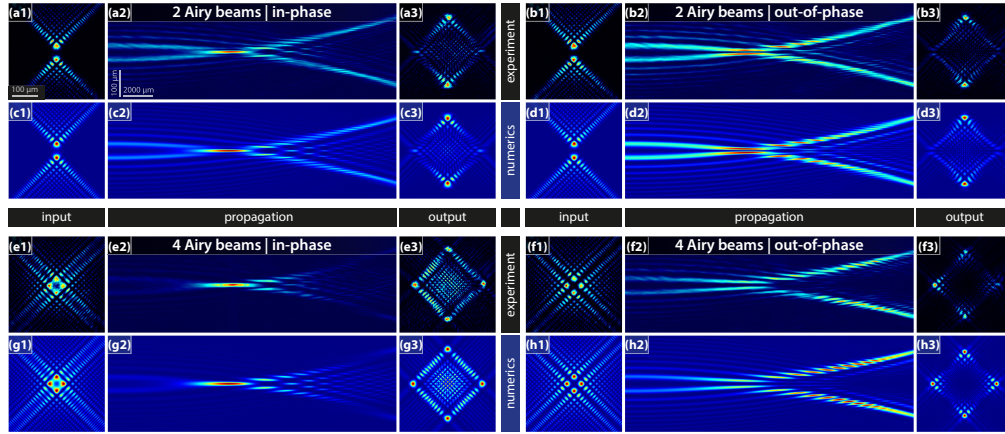 (a1) (a2) 2 Airy beams | in-phase (a3) experiment (b1) (b2) 2 Airy beams | out-of-phase (b3)
100 µm 100 µm 2000 µm
(c1) (c2) (c3) numerics (d1) (d2) (d3)
input propagation output input propagation output
(e1) (e2) 4 Airy beams | in-phase (e3) experiment (f1) (f2) 4 Airy beams | out-of-phase (f3)
(g1) (g2) (g3) numerics (h1) (h2) (h3)